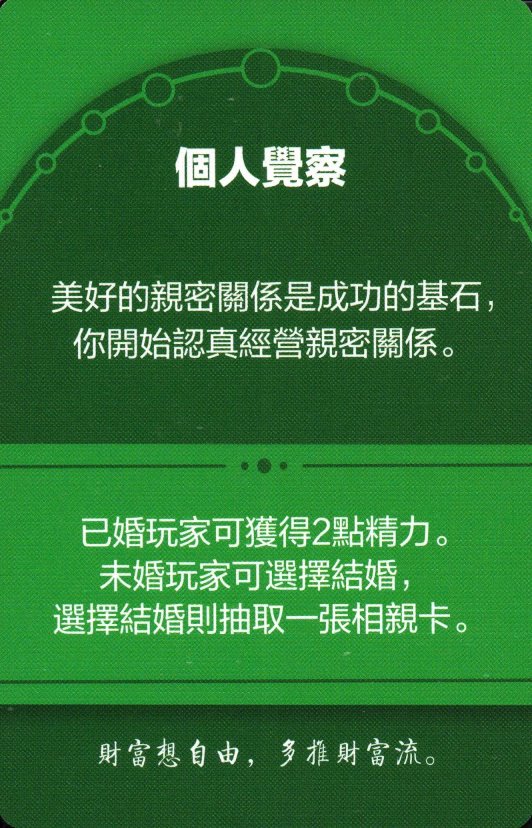 個人覺察
美好的親密關係是成功的基石，
你開始認真經營親密關係。
已婚玩家可獲得2點精力。
未婚玩家可選擇結婚，
選擇結婚則抽取一張相親卡。
財富想自由，多推財富流。